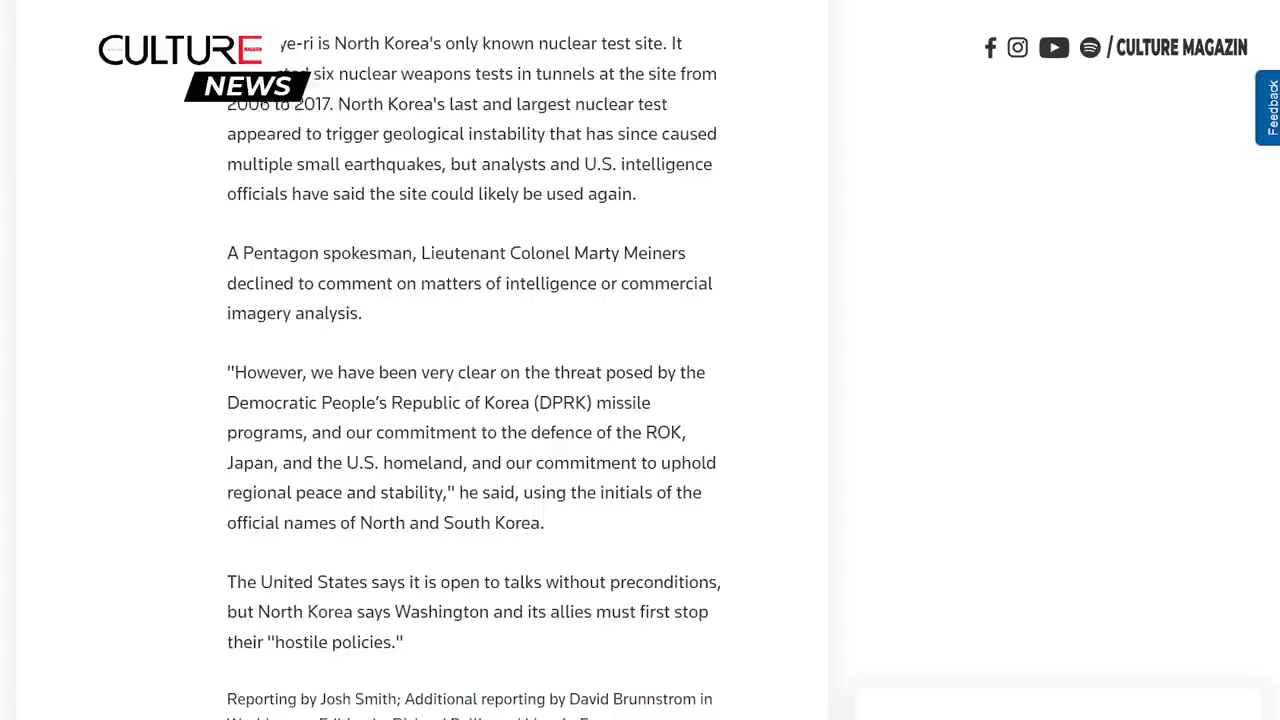 CULTURE
NEWS
/ CULTURE MAGAZIN
Feedback
ye-ri is North Korea's only known nuclear test site. It
six nuclear weapons tests in tunnels at the site from
2006 to 2017. North Korea's last and largest nuclear test
appeared to trigger geological instability that has since caused
multiple small earthquakes, but analysts and U.S. intelligence
officials have said the site could likely be used again.
A Pentagon spokesman, Lieutenant Colonel Marty Meiners
declined to comment on matters of intelligence or commercial
imagery analysis.
"However, we have been very clear on the threat posed by the
Democratic People’s Republic of Korea (DPRK) missile
programs, and our commitment to the defence of the ROK,
Japan, and the U.S. homeland, and our commitment to uphold
regional peace and stability," he said, using the initials of the
official names of North and South Korea.
The United States says it is open to talks without preconditions,
but North Korea says Washington and its allies must first stop
their "hostile policies."
Reporting by Josh Smith; Additional reporting by David Brunnstrom in